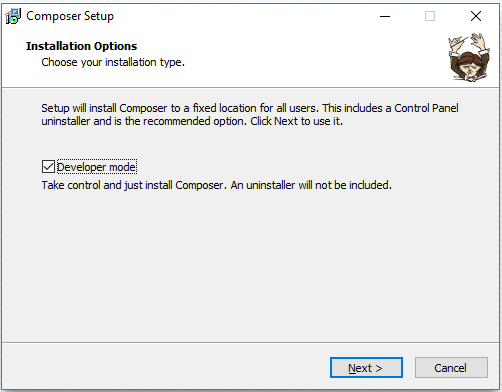 Composer Setup
Installation Options
Choose your installation type.
Setup will install Composer to a fixed location for all users. This includes a Control Panel
uninstaller and is the recommended option. Click Next to use it.
Developer mode
Take control and just install Composer. An uninstaller will not be included.
Next >
Cancel